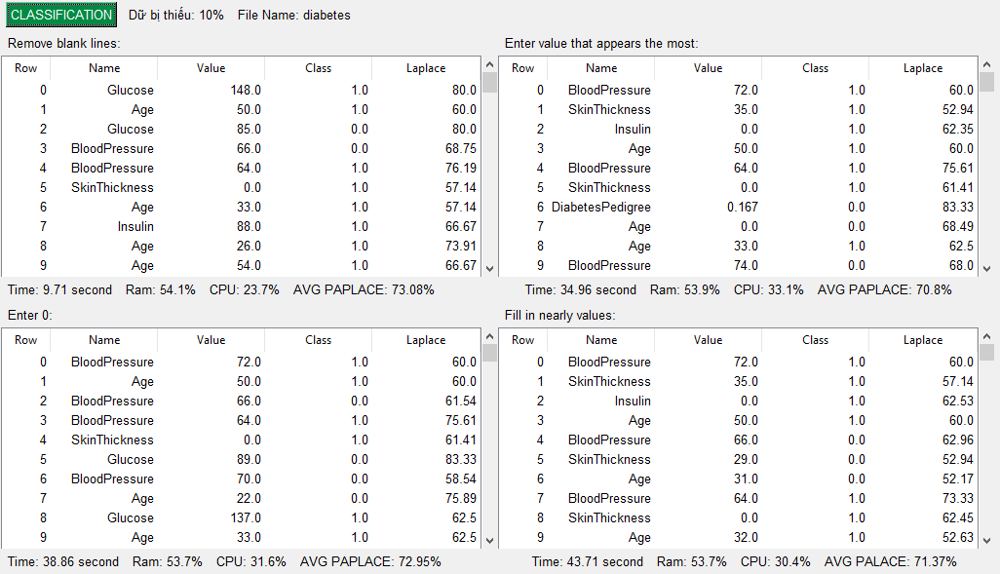 CLASSIFICATION Dữ bị thiếu: 10% File Name: diabetes
Remove blank lines:
Row Name Value Class Laplace
0 Glucose 148.0 1.0 80.0
1 Age 50.0 1.0 60.0
2 Glucose 85.0 0.0 80.0
3 BloodPressure 66.0 0.0 68.75
4 BloodPressure 64.0 1.0 76.19
5 SkinThickness 0.0 1.0 57.14
6 Age 33.0 1.0 57.14
7 Insulin 88.0 1.0 66.67
8 Age 26.0 1.0 73.91
9 Age 54.0 1.0 66.67
Time: 9.71 second Ram: 54.1% CPU: 23.7% AVG PAPLACE: 73.08%
Enter value that appears the most:
Row Name Value Class Laplace
0 BloodPressure 72.0 1.0 60.0
1 SkinThickness 35.0 1.0 52.94
2 Insulin 0.0 1.0 62.35
3 Age 50.0 1.0 60.0
4 BloodPressure 64.0 1.0 75.61
5 SkinThickness 0.0 1.0 61.41
6 DiabetesPedigree 0.167 0.0 83.33
7 Age 0.0 0.0 68.49
8 Age 33.0 1.0 62.5
9 BloodPressure 74.0 0.0 68.0
Time: 34.96 second Ram: 53.9% CPU: 33.1% AVG PAPLACE: 70.8%
Enter 0:
Row Name Value Class Laplace
0 BloodPressure 72.0 1.0 60.0
1 Age 50.0 1.0 60.0
2 BloodPressure 66.0 0.0 61.54
3 BloodPressure 64.0 1.0 75.61
4 SkinThickness 0.0 1.0 61.41
5 Glucose 89.0 0.0 83.33
6 BloodPressure 70.0 0.0 58.54
7 Age 22.0 0.0 75.89
8 Glucose 137.0 1.0 62.5
9 Age 33.0 1.0 62.5
Time: 38.86 second Ram: 53.7% CPU: 31.6% AVG PAPLACE: 72.95%
Fill in nearly values:
Row Name Value Class Laplace
0 BloodPressure 72.0 1.0 60.0
1 SkinThickness 35.0 1.0 57.14
2 Insulin 0.0 1.0 62.53
3 Age 50.0 1.0 60.0
4 BloodPressure 66.0 0.0 62.96
5 SkinThickness 29.0 0.0 52.94
6 Age 31.0 0.0 52.17
7 BloodPressure 64.0 1.0 73.33
8 SkinThickness 0.0 1.0 62.45
9 Age 32.0 1.0 52.63
Time: 43.71 second Ram: 53.7% CPU: 30.4% AVG PALACE: 71.37%